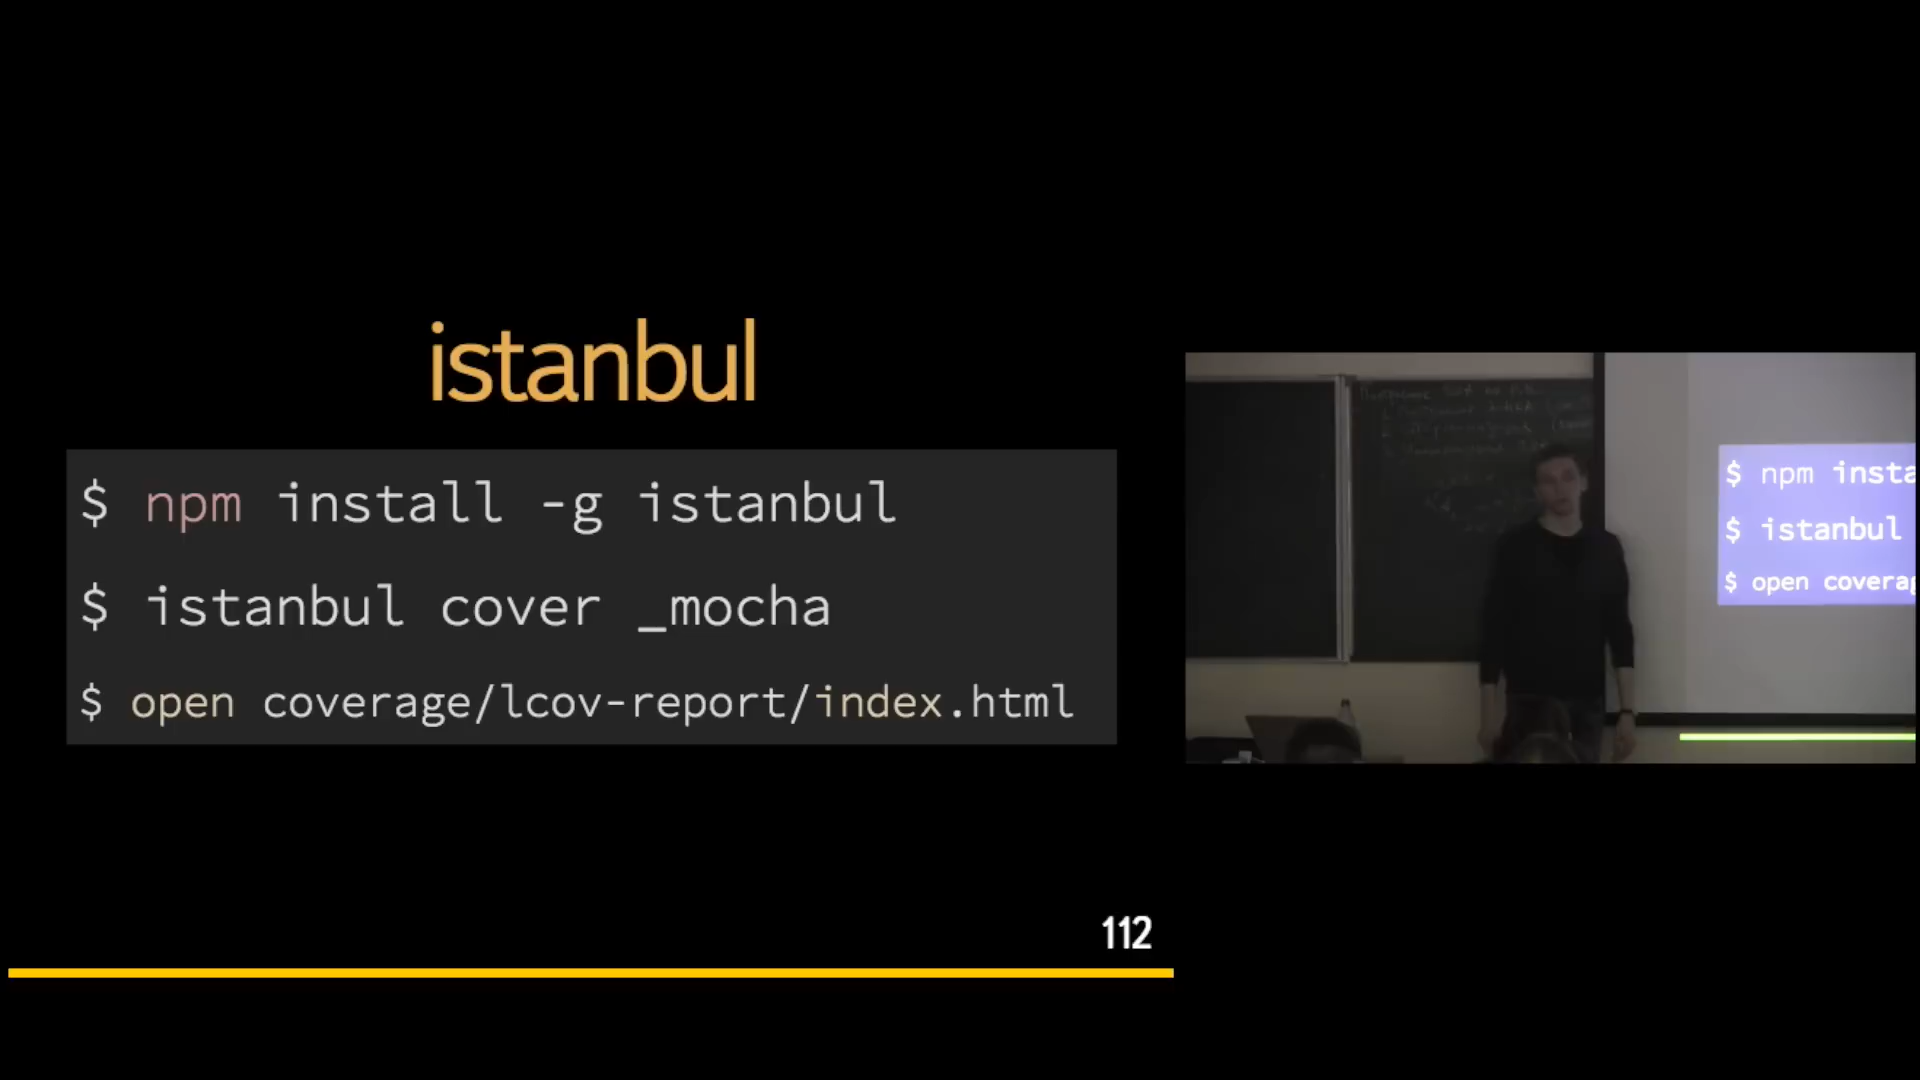 istanbul
$ npm install -g istanbul
$ istanbul cover _mocha
$ open coverage/lcov-report/index.html
112
$ npm insta
$ istanbul
$ open coverag